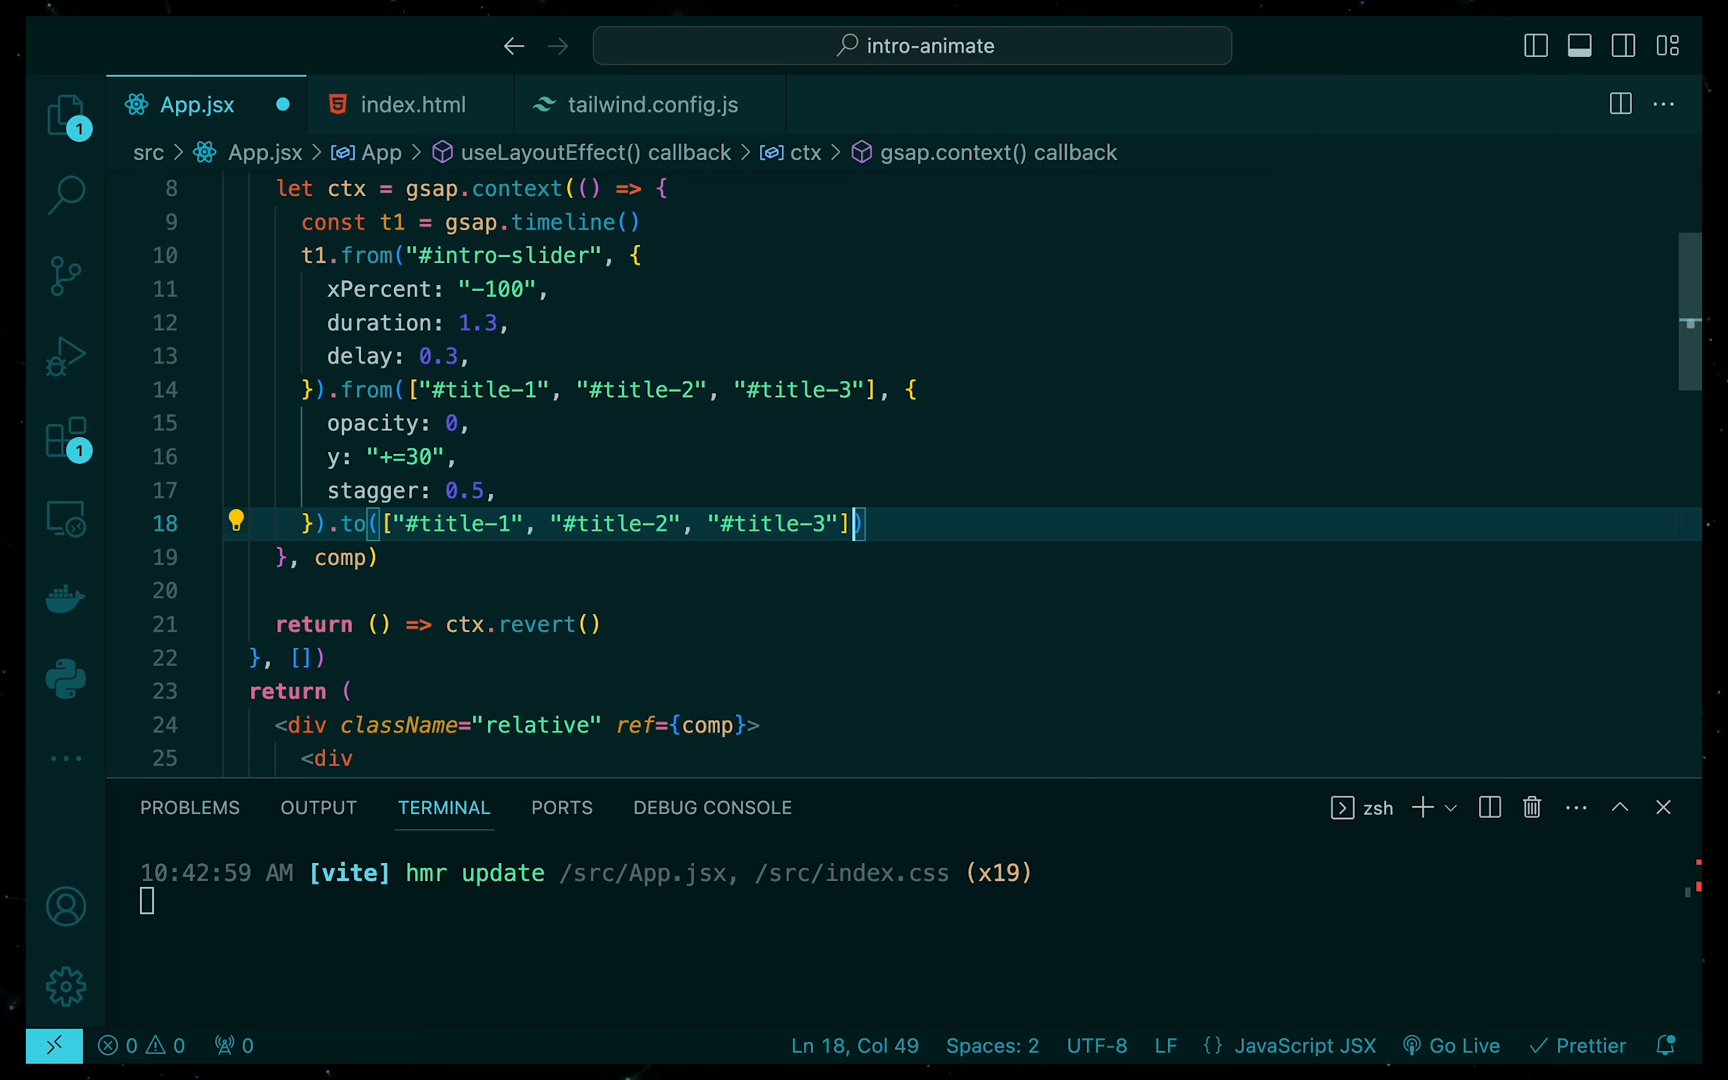 intro-animate
App.jsx index.html tailwind.config.js
src > App.jsx > App > useLayoutEffect() callback > ctx > gsap.context() callback
8 let ctx = gsap.context(() => {
9 const t1 = gsap.timeline()
10 t1.from("#intro-slider", {
11 xPercent: "-100",
12 duration: 1.3,
13 delay: 0.3,
14 }).from(["#title-1", "#title-2", "#title-3"], {
15 opacity: 0,
16 y: "+=30",
17 stagger: 0.5,
18 }).to(["#title-1", "#title-2", "#title-3"])
19 }, comp)
20
21 return () => ctx.revert()
22 }, [])
23 return (
24 <div className="relative" ref={comp}>
25 <div
1
1
PROBLEMS OUTPUT TERMINAL PORTS DEBUG CONSOLE zsh
10:42:59 AM [vite] hmr update /src/App.jsx, /src/index.css (x19)
0 0 0 Ln 18, Col 49 Spaces: 2 UTF-8 LF {} JavaScript JSX Go Live Prettier